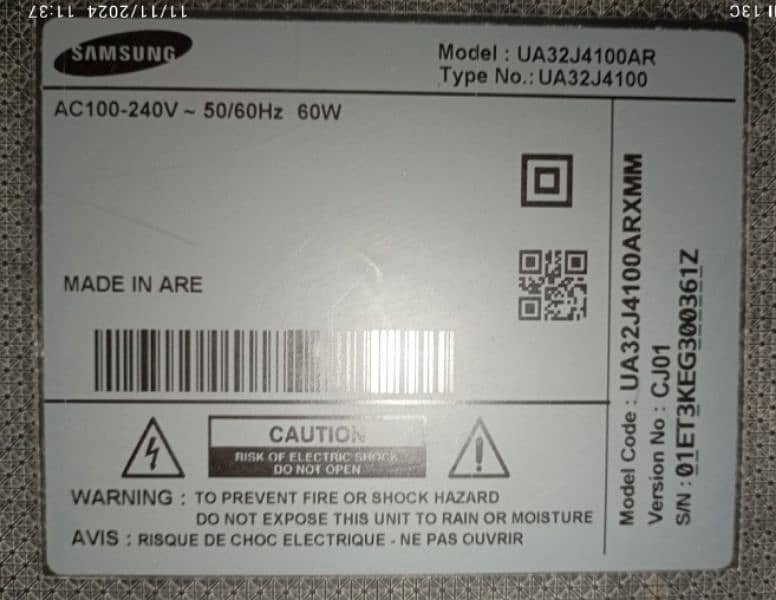 11/11/2024 11:37
SAMSUNG
Model : UA32J4100AR
Type No.: UA32J4100
AC100-240V ~ 50/60Hz 60W
MADE IN ARE
CAUTION
RISK OF ELECTRIC SHOCK
DO NOT OPEN
WARNING : TO PREVENT FIRE OR SHOCK HAZARD
DO NOT EXPOSE THIS UNIT TO RAIN OR MOISTURE
AVIS : RISQUE DE CHOC ELECTRIQUE - NE PAS OUVRIR
Model Code : UA32J4100ARXMM
Version No : CJ01
S/N : 01ET3KEG300361Z
13C